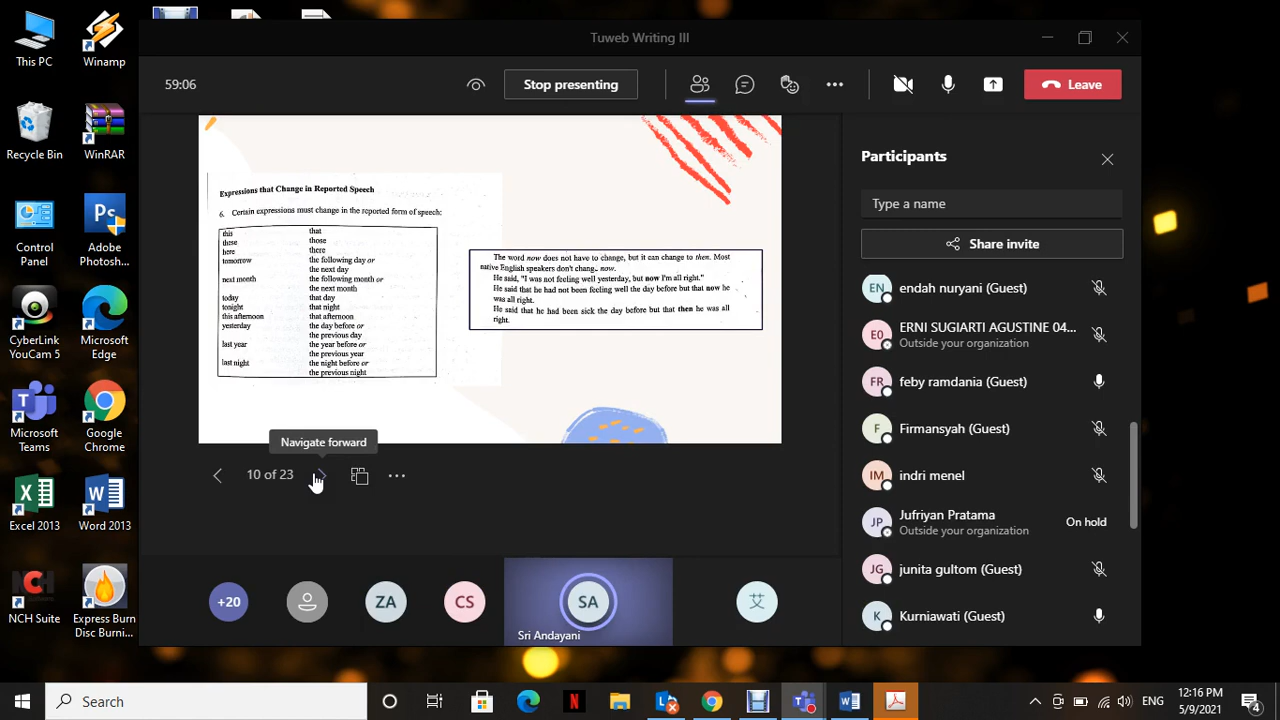 This PC
Winamp
Recycle Bin
WinRAR
Control
Panel
Adobe
Photosh...
CyberLink
YouCam 5
Microsoft
Edge
Microsoft
Teams
Google
Chrome
Excel 2013
Word 2013
NCH Suite
Express Burn
Disc Burni...
Tuweb Writing III
59:06
Stop presenting
Leave
Expressions that Change in Reported Speech
6. Certain expressions must change in the reported form of speech:
this that
these those
here there
tomorrow the following day or
the next day
next month the following month or
the next month
today that day
tonight that night
this afternoon that afternoon
yesterday the day before or
the previous day
last year the year before or
the previous year
last night the night before or
the previous night
The word now does not have to change, but it can change to then. Most
native English speakers don't chang.. now.
He said, "I was not feeling well yesterday, but now I'm all right."
He said that he had not been feeling well the day before but that now he
was all right.
He said that he had been sick the day before but that then he was all
right.
Navigate forward
10 of 23
+20
ZA
CS
SA
Sri Andayani
艾
Participants
Type a name
Share invite
EN endah nuryani (Guest)
E0 ERNI SUGIARTI AGUSTINE 04...
Outside your organization
FR feby ramdania (Guest)
F Firmansyah (Guest)
IM indri menel
JP Jufriyan Pratama On hold
Outside your organization
JG junita gultom (Guest)
K Kurniawati (Guest)
Search
ENG
12:16 PM
5/9/2021
4